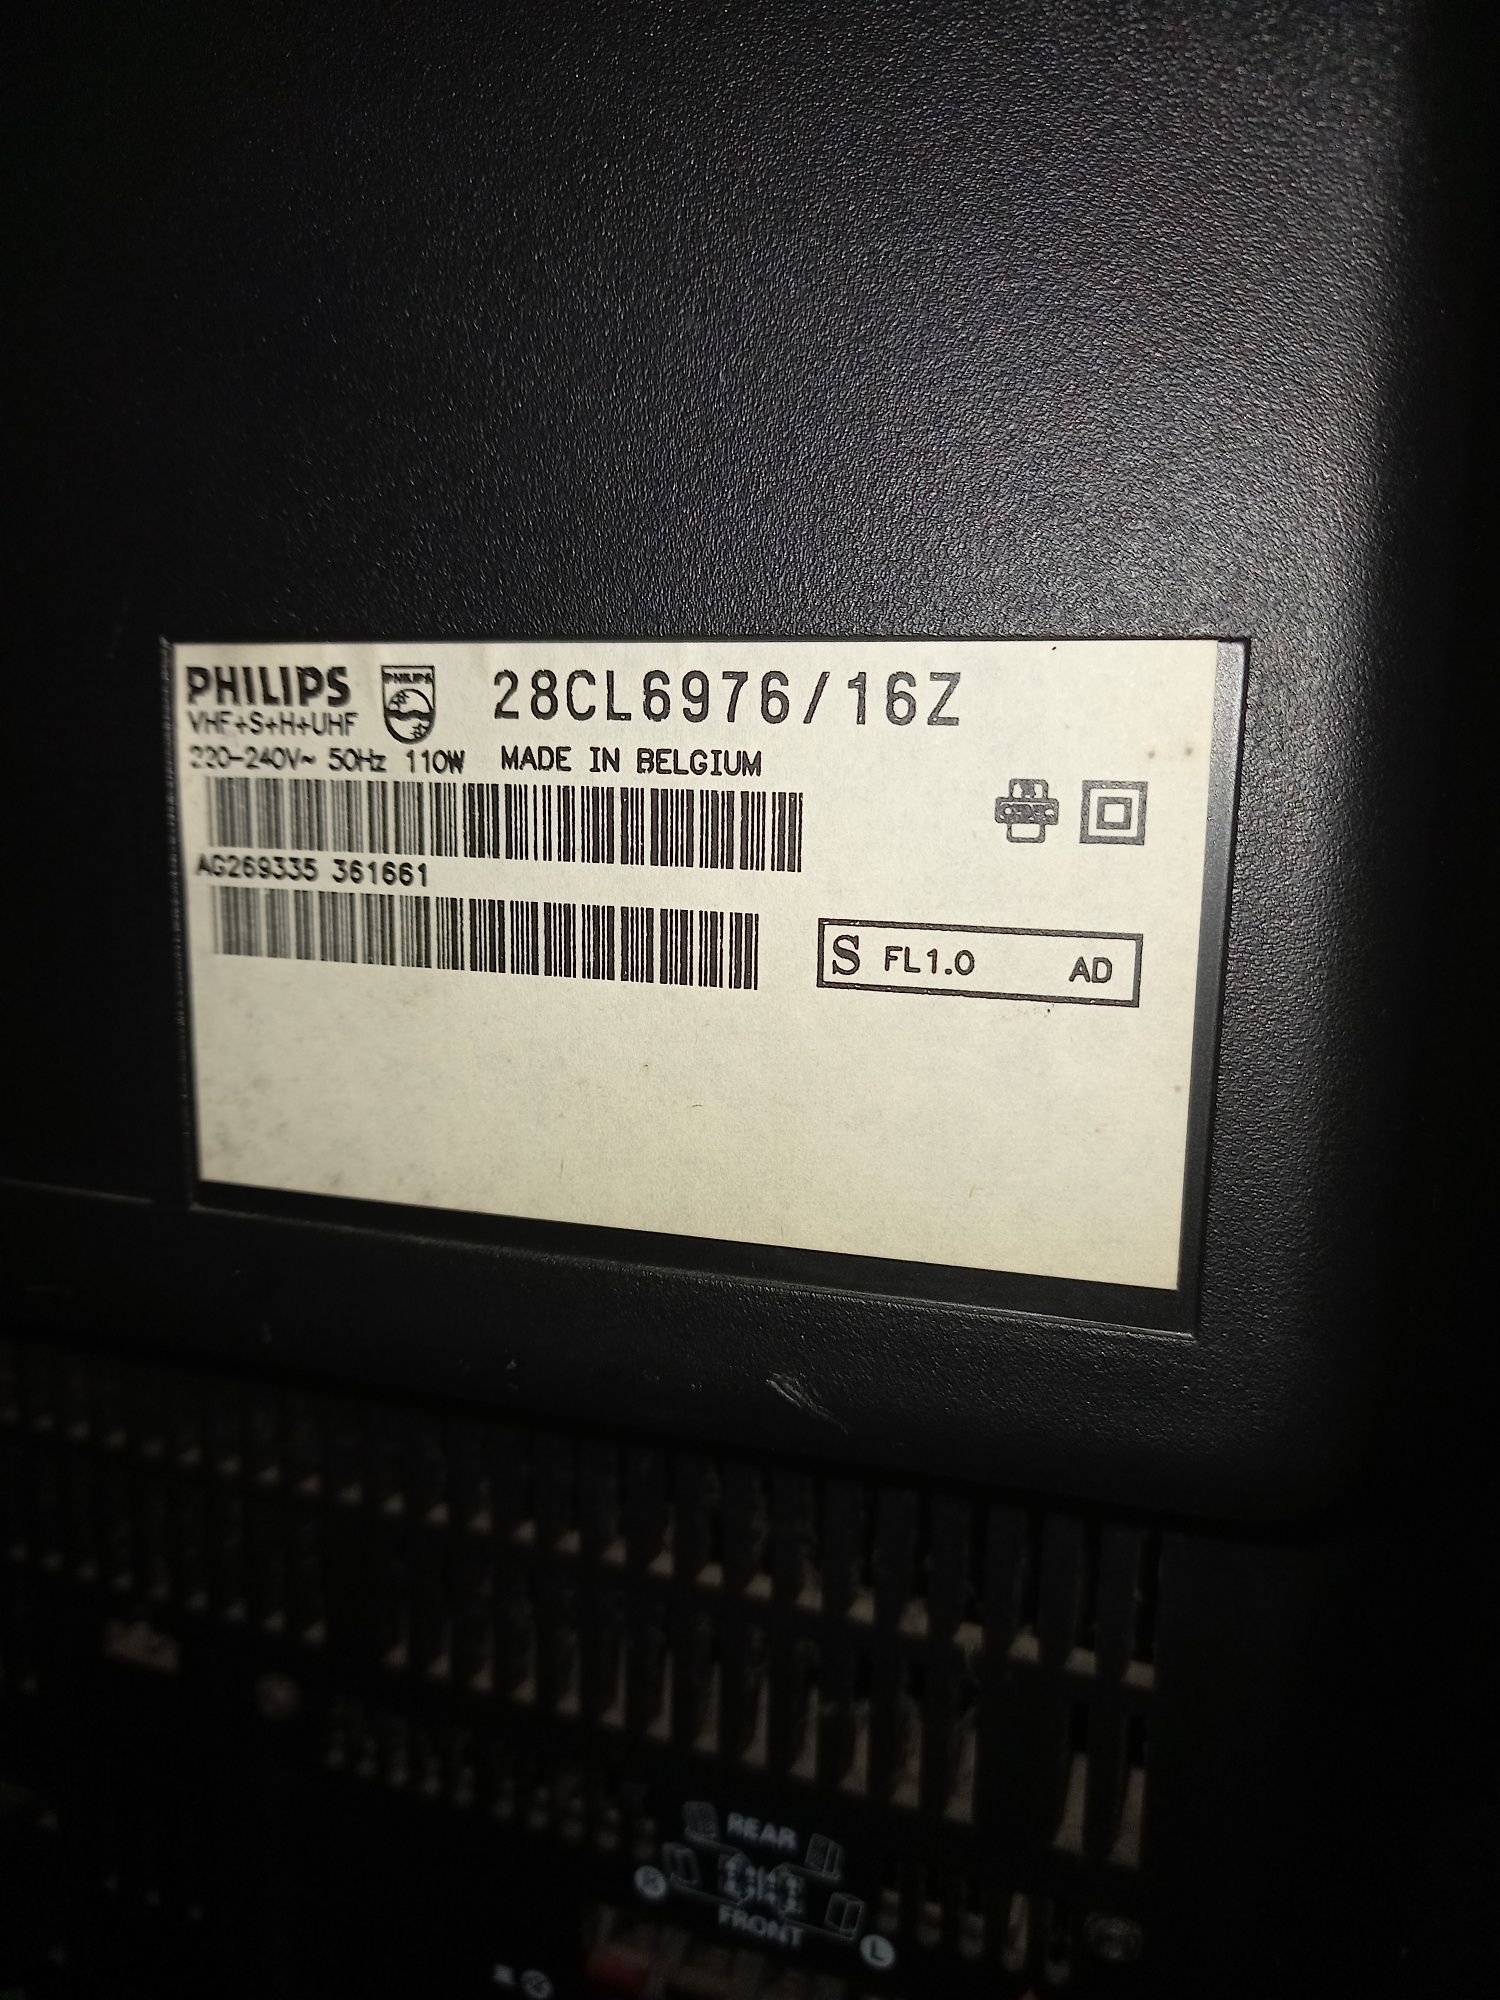 PHILIPS PHILIPS 28CL6976/16Z
VHF+S+H+UHF
220-240V~ 50Hz 110W MADE IN BELGIUM
AG269335 361661
S FL1.0 AD
REAR
R
FRONT
L